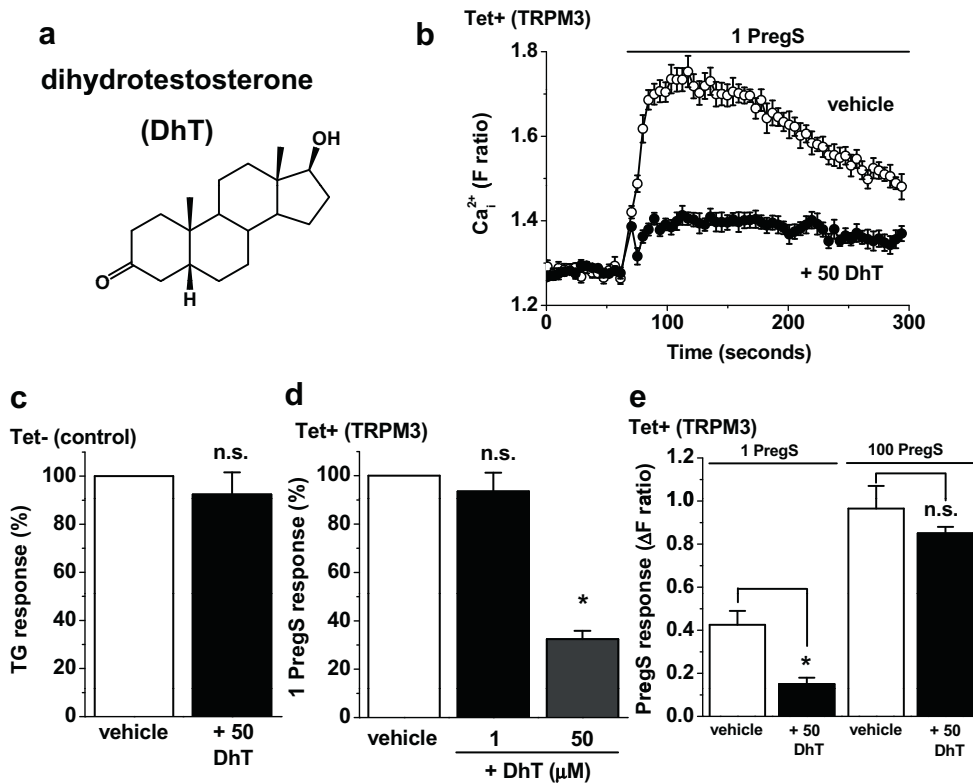 a
dihydrotestosterone
(DhT)
OH
O
H
Tet+ (TRPM3)
b
1 PregS
1.8
1.6
1.4
1.2
Ca i 2+ (F ratio)
vehicle
+ 50 DhT
0
100
200
300
Time (seconds)
c
Tet- (control)
n.s.
100
80
60
40
20
0
TG response (%)
vehicle
+ 50
DhT
d
Tet+ (TRPM3)
n.s.
*
100
80
60
40
20
0
1 PregS response (%)
vehicle
1
50
+ DhT (μM)
e
Tet+ (TRPM3)
1 PregS
100 PregS
1.2
1.0
0.8
0.6
0.4
0.2
0.0
PregS response (ΔF ratio)
n.s.
*
vehicle
+ 50
DhT
vehicle
+ 50
DhT